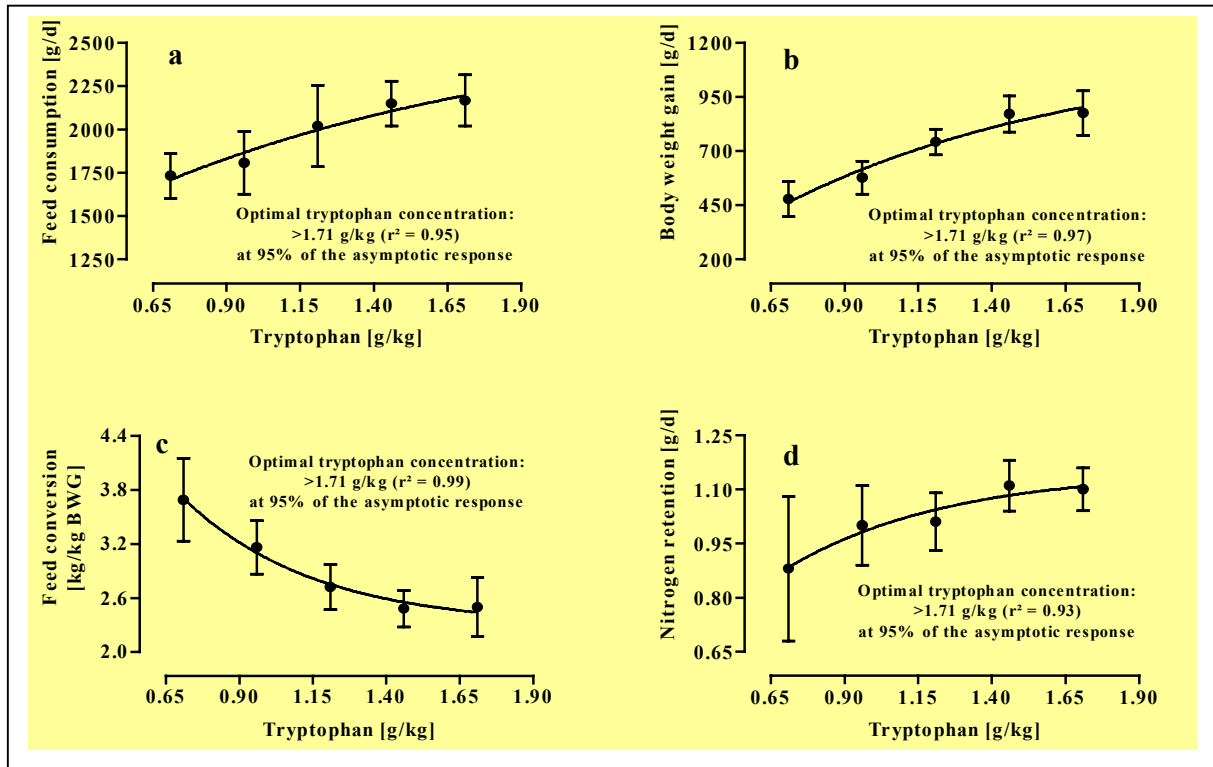 a
Feed consumption [g/d]
2500
2250
2000
1750
1500
1250
Optimal tryptophan concentration:
>1.71 g/kg (r² = 0.95)
at 95% of the asymptotic response
0.65 0.90 1.15 1.40 1.65 1.90
Tryptophan [g/kg]
b
Body weight gain [g/d]
1200
950
700
450
200
Optimal tryptophan concentration:
>1.71 g/kg (r² = 0.97)
at 95% of the asymptotic response
0.65 0.90 1.15 1.40 1.65 1.90
Tryptophan [g/kg]
c
Feed conversion
[kg/kg BWG]
4.4
3.8
3.2
2.6
2.0
Optimal tryptophan concentration:
>1.71 g/kg (r² = 0.99)
at 95% of the asymptotic response
0.65 0.90 1.15 1.40 1.65 1.90
Tryptophan [g/kg]
d
Nitrogen retention [g/d]
1.25
1.10
0.95
0.80
0.65
Optimal tryptophan concentration:
>1.71 g/kg (r² = 0.93)
at 95% of the asymptotic response
0.65 0.90 1.15 1.40 1.65 1.90
Tryptophan [g/kg]